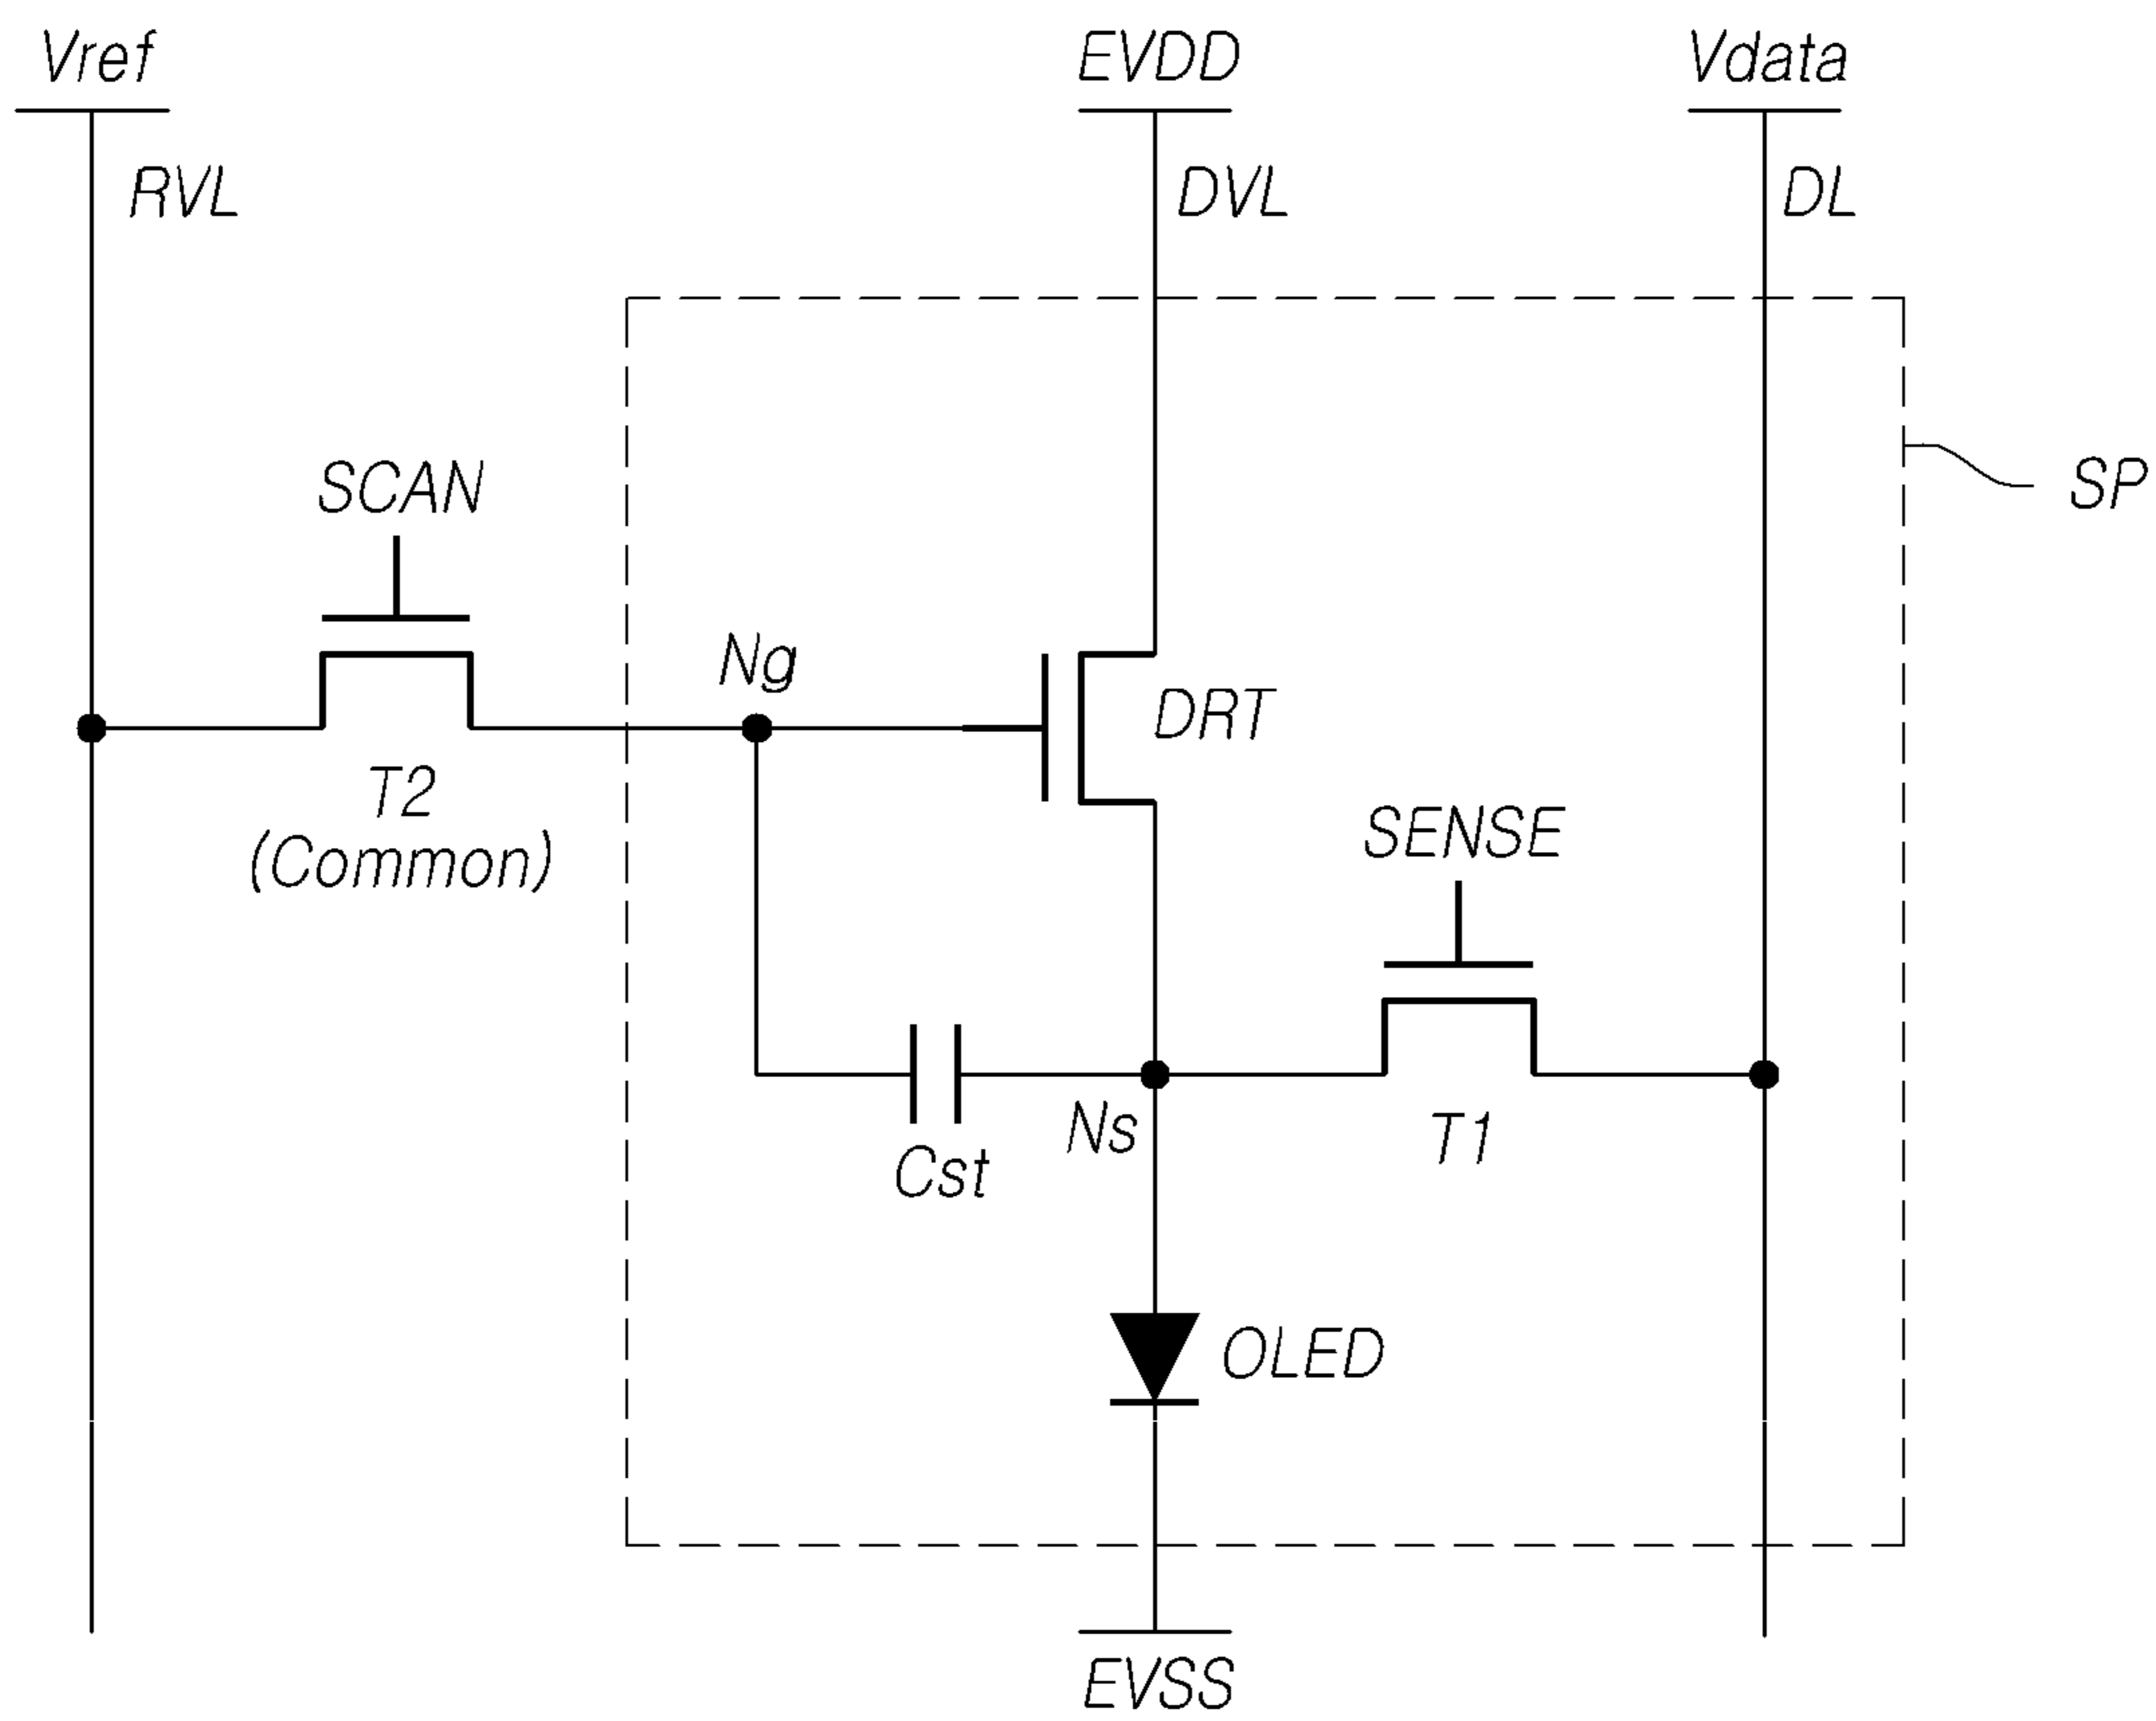 Vref
EVDD
Vdata
RVL
DVL
DL
SCAN
SP
Ng
DRT
T2
(Common)
SENSE
Ns
T1
Cst
OLED
EVSS